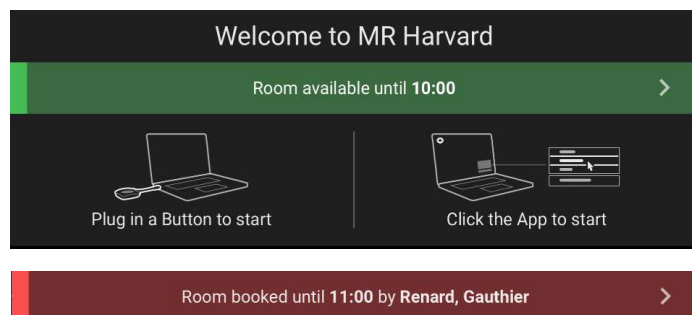 Welcome to MR Harvard
Room available until 10:00
Plug in a Button to start
Click the App to start
Room booked until 11:00 by Renard, Gauthier